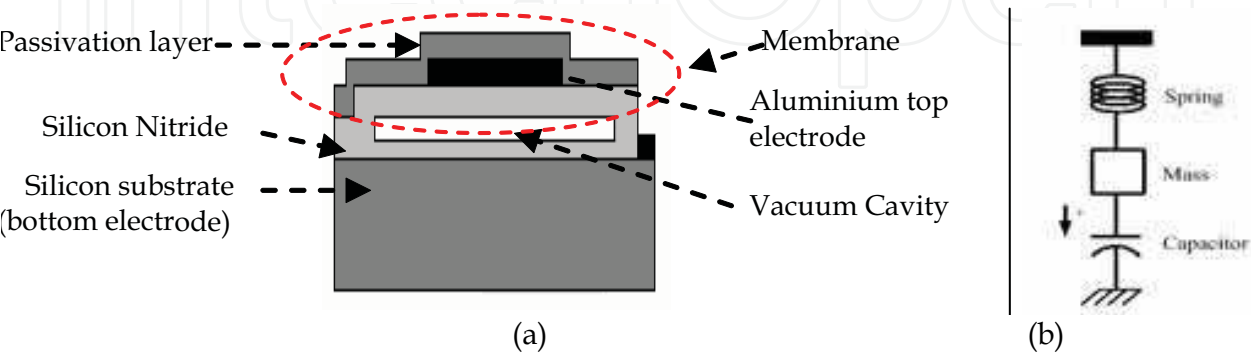 Passivation layer
Silicon Nitride
Silicon substrate
(bottom electrode)
Membrane
Aluminium top
electrode
Vacuum Cavity
(a)
Spring
Mass
+
Capacitor
(b)